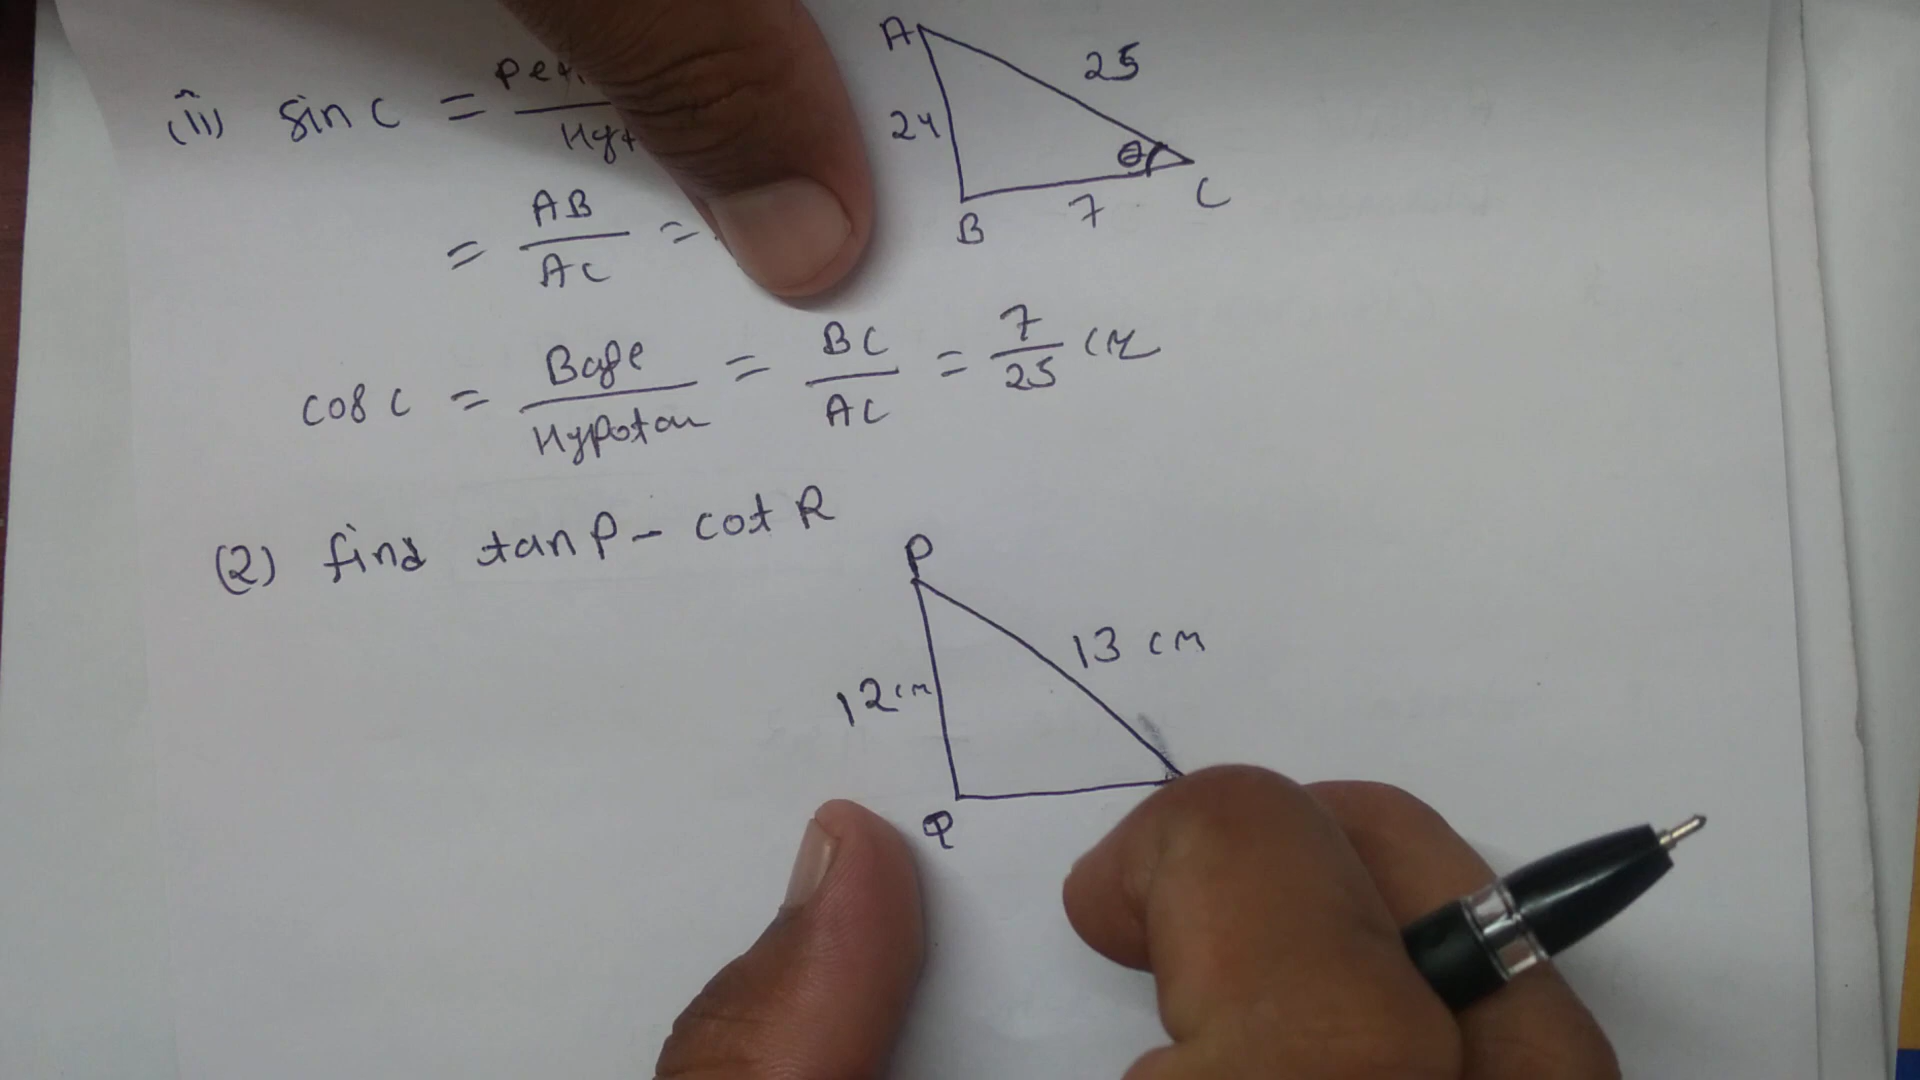 (ii) sin C =
= AB / AC =
A 25 24 B 7 C θ
cos C = Base / Hypotan = BC / AC = 7 / 25 cm
(2) find tan P - cot R
P
12 cm 13 cm
Q